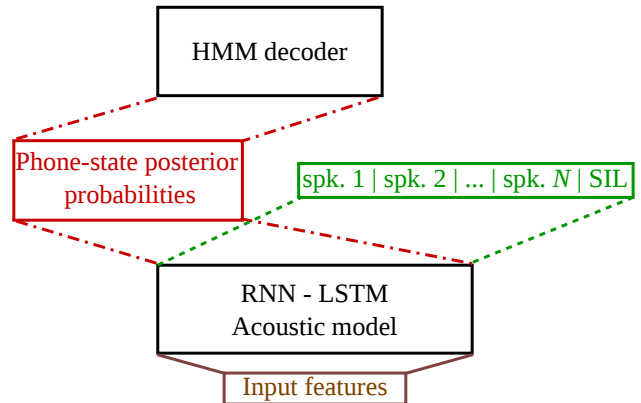 HMM decoder
Phone-state posterior
probabilities
spk. 1 | spk. 2 | ... | spk. N | SIL
RNN - LSTM
Acoustic model
Input features